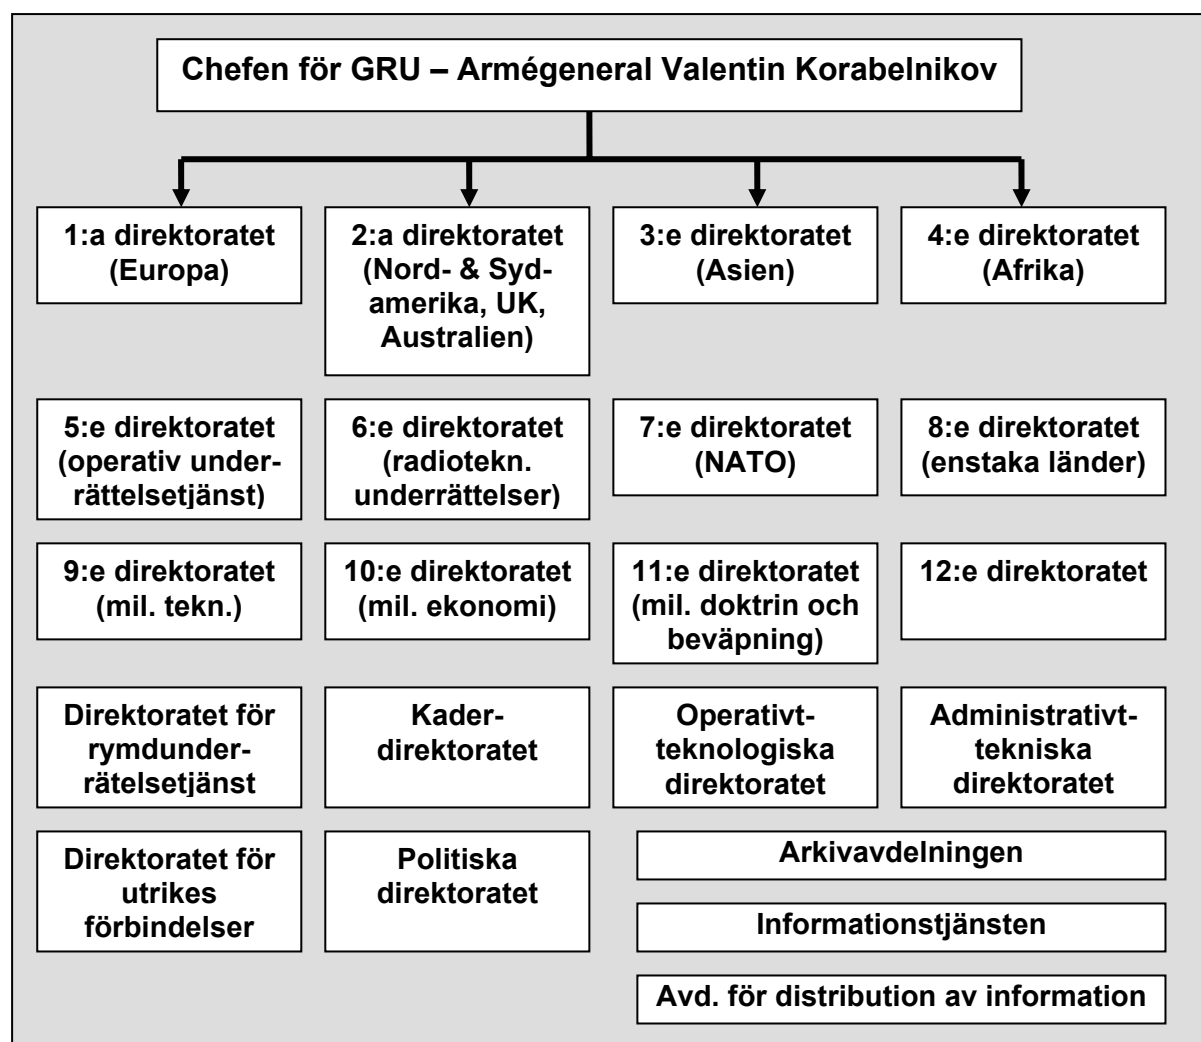 Chefen för GRU – Armégeneral Valentin Korabelnikov
1:a direktoratet
(Europa)
2:a direktoratet
(Nord- & Syd-
amerika, UK,
Australien)
3:e direktoratet
(Asien)
4:e direktoratet
(Afrika)
5:e direktoratet
(operativ under-
rättelsetjänst)
6:e direktoratet
(radiotekn.
underrättelser)
7:e direktoratet
(NATO)
8:e direktoratet
(enstaka länder)
9:e direktoratet
(mil. tekn.)
10:e direktoratet
(mil. ekonomi)
11:e direktoratet
(mil. doktrin och
beväpning)
12:e direktoratet
Direktoratet för
rymdunder-
rätelsetjänst
Kader-
direktoratet
Operativt-
teknologiska
direktoratet
Administrativt-
tekniska
direktoratet
Direktoratet för
utrikes
förbindelser
Politiska
direktoratet
Arkivavdelningen
Informationstjänsten
Avd. för distribution av information